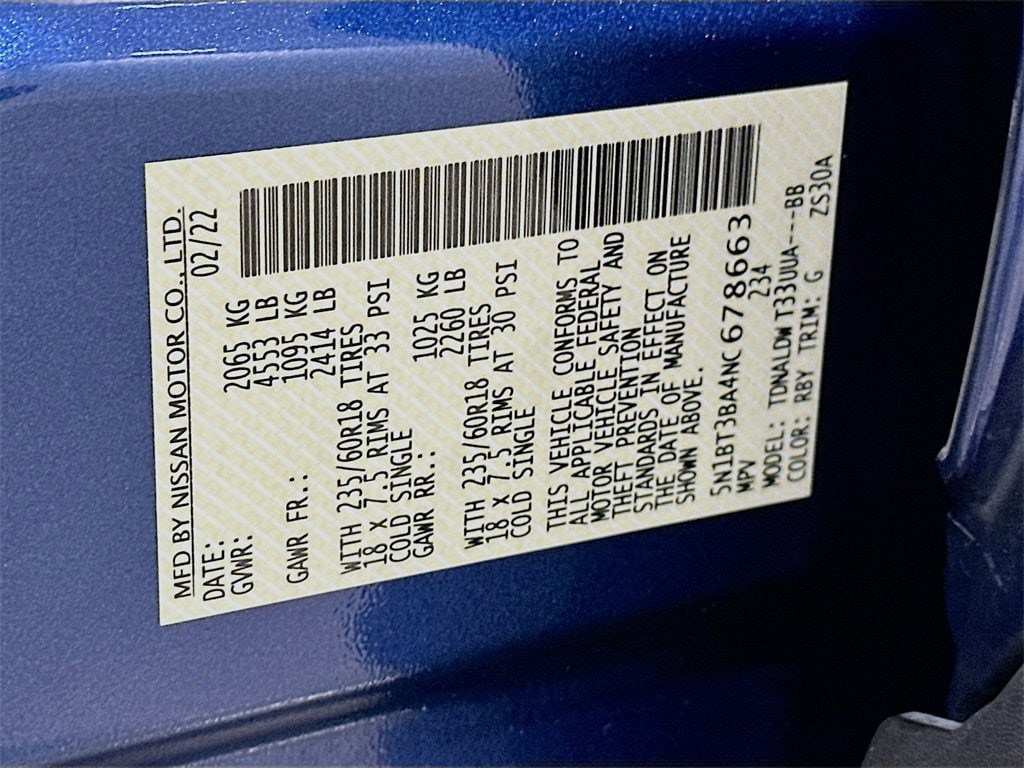 MFD BY NISSAN MOTOR CO., LTD.
DATE: 02/22
GVWR: 2065 KG
4553 LB
GAWR FR.: 1095 KG
2414 LB
WITH 235/60R18 TIRES
18 X 7.5 RIMS AT 33 PSI
COLD SINGLE
GAWR RR.: 1025 KG
2260 LB
WITH 235/60R18 TIRES
18 X 7.5 RIMS AT 30 PSI
COLD SINGLE
THIS VEHICLE CONFORMS TO
ALL APPLICABLE FEDERAL
MOTOR VEHICLE SAFETY AND
THEFT PREVENTION
STANDARDS IN EFFECT ON
THE DATE OF MANUFACTURE
SHOWN ABOVE.
5N1BT3BA4NC678663
MPV 234
MODEL: TDNALDW T33UUA---BB
COLOR: RBY TRIM: G ZS30A